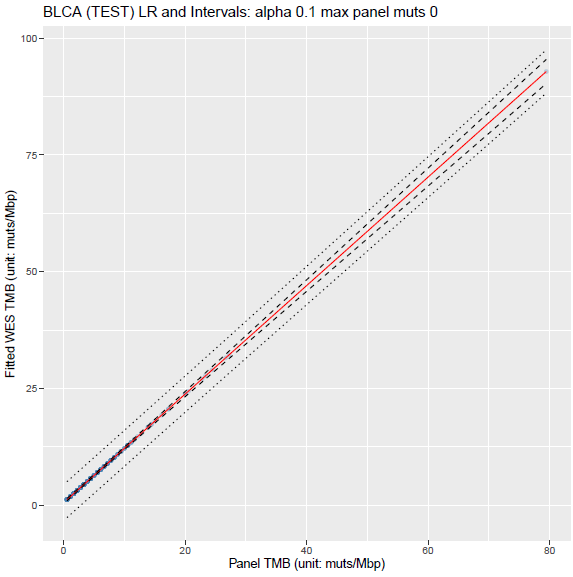 BLCA (TEST) LR and Intervals: alpha 0.1 max panel muts 0
100
75
50
25
0
Fitted WES TMB (unit: muts/Mbp)
0 20 40 60 80
Panel TMB (unit: muts/Mbp)